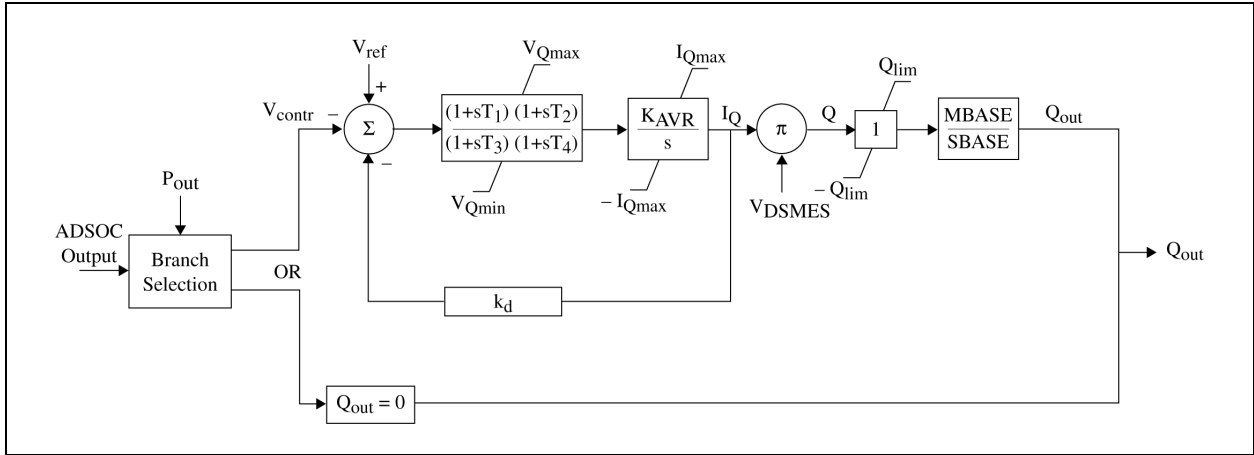 V_ref
+
V_contr
−
Σ
−
V_Qmax
(1+sT_1) (1+sT_2)
(1+sT_3) (1+sT_4)
V_Qmin
I_Qmax
K_AVR
s
− I_Qmax
I_Q
π
V_DSMES
Q
Q_lim
1
− Q_lim
MBASE
SBASE
Q_out
P_out
ADSOC
Output
Branch
Selection
OR
k_d
Q_out
Q_out = 0